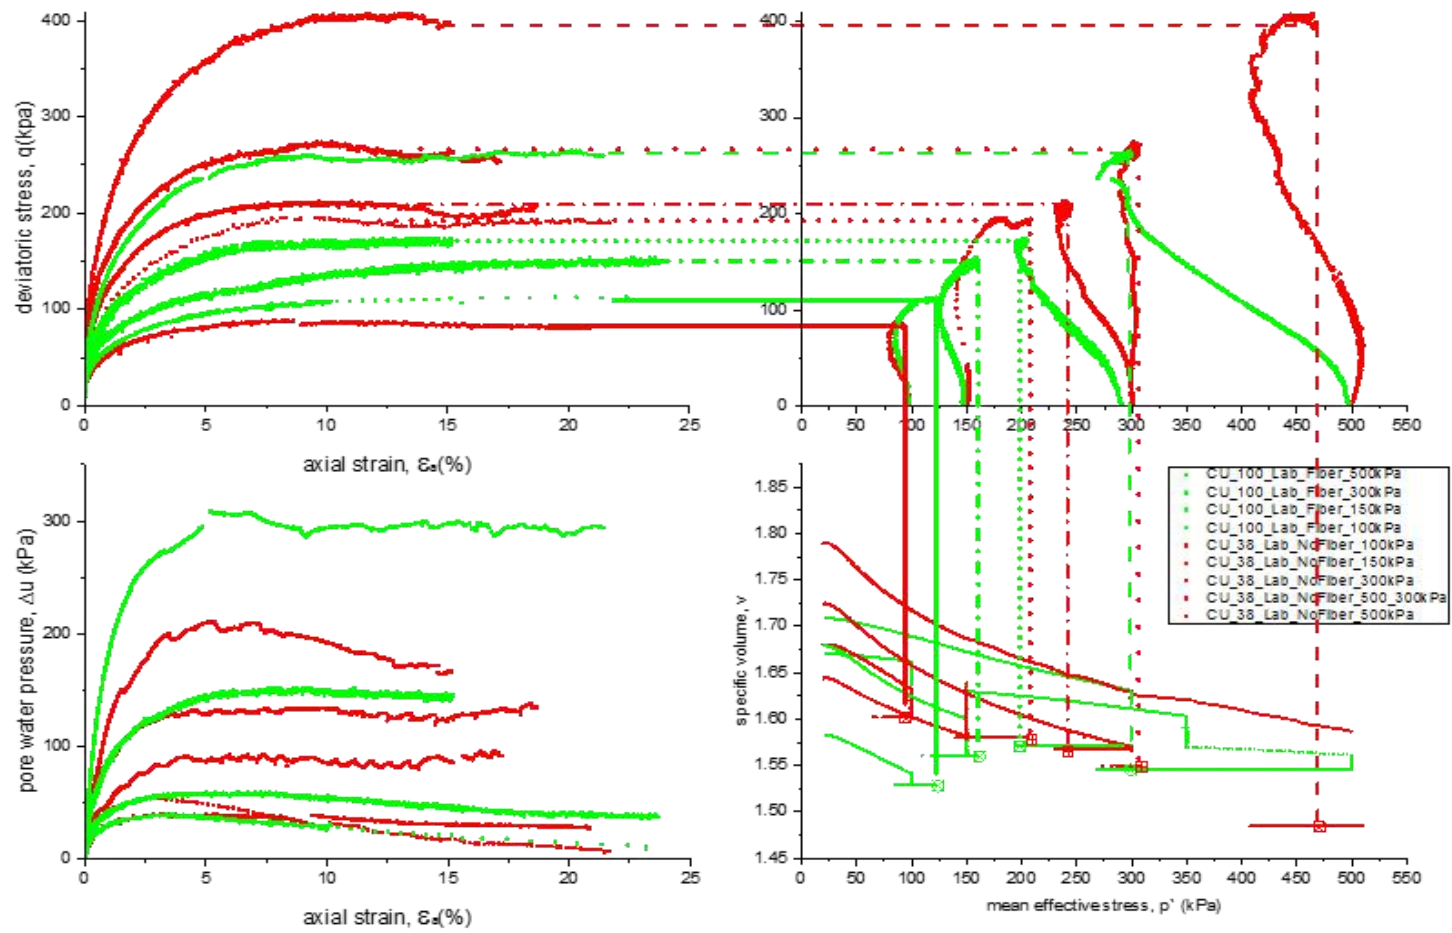 400
300
200
100
0
deviatoric stress, q(kpa)
0 5 10 15 20 25
axial strain, εa(%)
400
300
200
100
0
0 50 100 150 200 250 300 350 400 450 500 550
300
200
100
0
pore water pressure, Δu (kPa)
0 5 10 15 20 25
axial strain, εa(%)
1.85
1.80
1.75
1.70
1.65
1.60
1.55
1.50
1.45
specific volume, v
0 50 100 150 200 250 300 350 400 450 500 550
mean effective stress, p' (kPa)
CU_100_Lab_Fiber_500kPa
CU_100_Lab_Fiber_300kPa
CU_100_Lab_Fiber_150kPa
CU_100_Lab_Fiber_100kPa
CU_38_Lab_NoFiber_100kPa
CU_38_Lab_NoFiber_150kPa
CU_38_Lab_NoFiber_300kPa
CU_38_Lab_NoFiber_500_300kPa
CU_38_Lab_NoFiber_500kPa